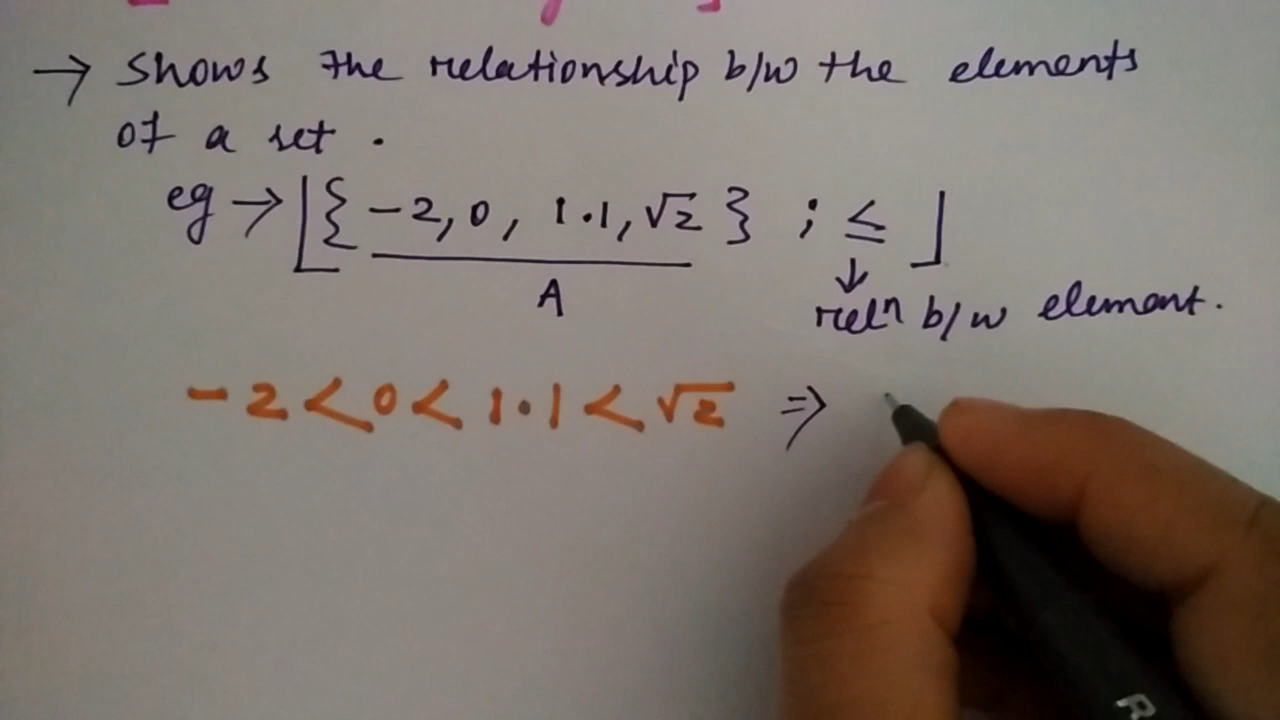 → Shows the relationship b/w the elements
of a set .
eg → ⌊{ -2, 0, 1.1, √2 } ; ≤ ⌋
A
↓
relⁿ b/w element.
-2 < 0 < 1.1 < √2 ⇒
R